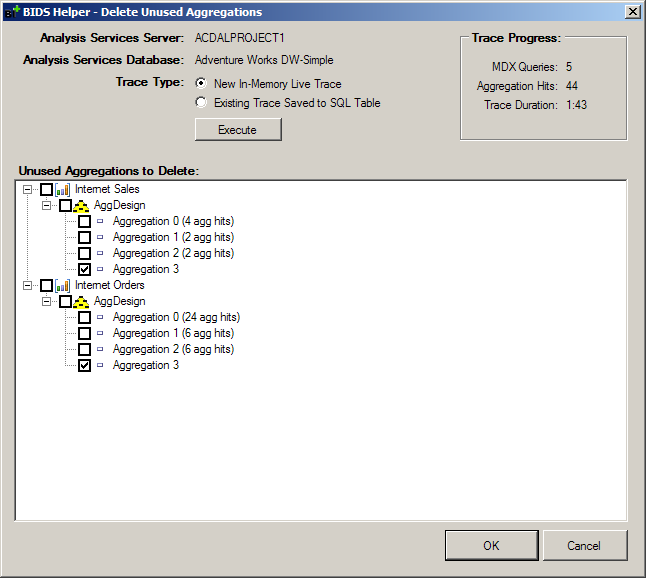 BIDS Helper - Delete Unused Aggregations
Analysis Services Server: ACDALPROJECT1
Analysis Services Database: Adventure Works DW-Simple
Trace Type: New In-Memory Live Trace
Existing Trace Saved to SQL Table
Execute
Trace Progress:
MDX Queries: 5
Aggregation Hits: 44
Trace Duration: 1:43
Unused Aggregations to Delete:
Internet Sales
AggDesign
Aggregation 0 (4 agg hits)
Aggregation 1 (2 agg hits)
Aggregation 2 (2 agg hits)
Aggregation 3
Internet Orders
AggDesign
Aggregation 0 (24 agg hits)
Aggregation 1 (6 agg hits)
Aggregation 2 (6 agg hits)
Aggregation 3
OK
Cancel